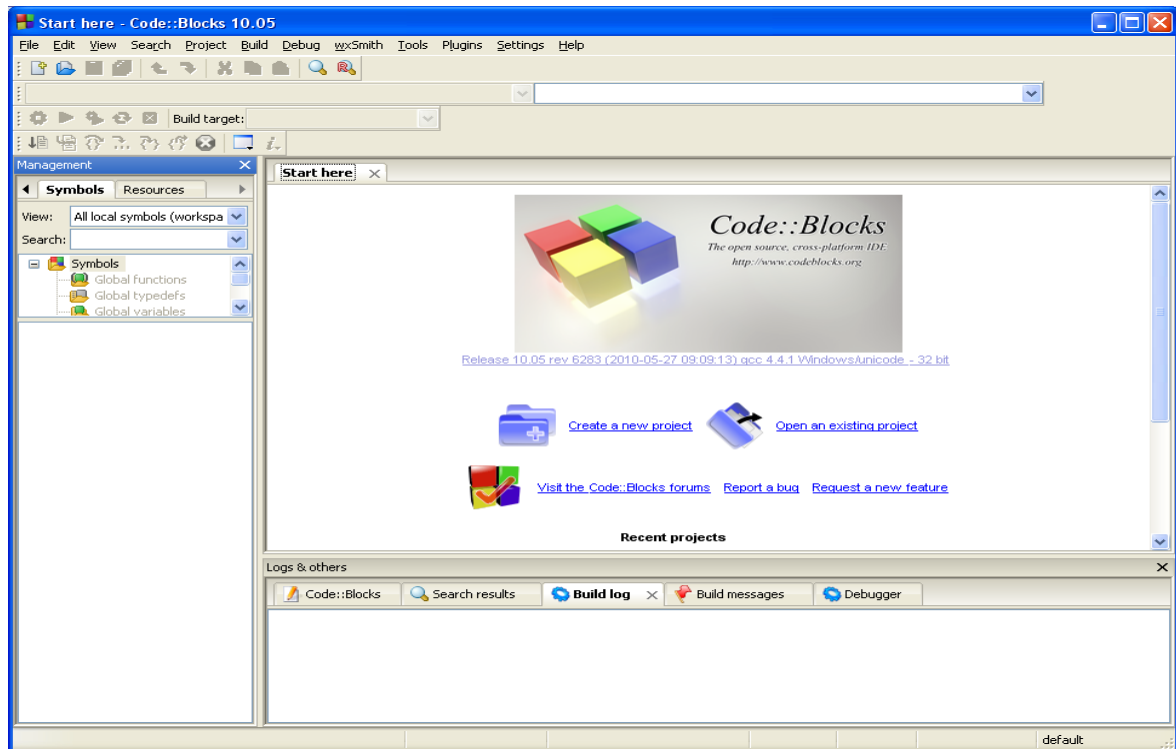 Start here - Code::Blocks 10.05
File Edit View Search Project Build Debug wxSmith Tools Plugins Settings Help
Build target:
Management
Symbols Resources
View: All local symbols (workspa
Search:
Symbols
Global functions
Global typedefs
Global variables
Start here
Code::Blocks
The open source, cross-platform IDE
http://www.codeblocks.org
Release 10.05 rev 6283 (2010-05-27 09:09:13) gcc 4.4.1 Windows/unicode - 32 bit
Create a new project Open an existing project
Visit the Code::Blocks forums Report a bug Request a new feature
Recent projects
Logs & others
Code::Blocks Search results Build log Build messages Debugger
default